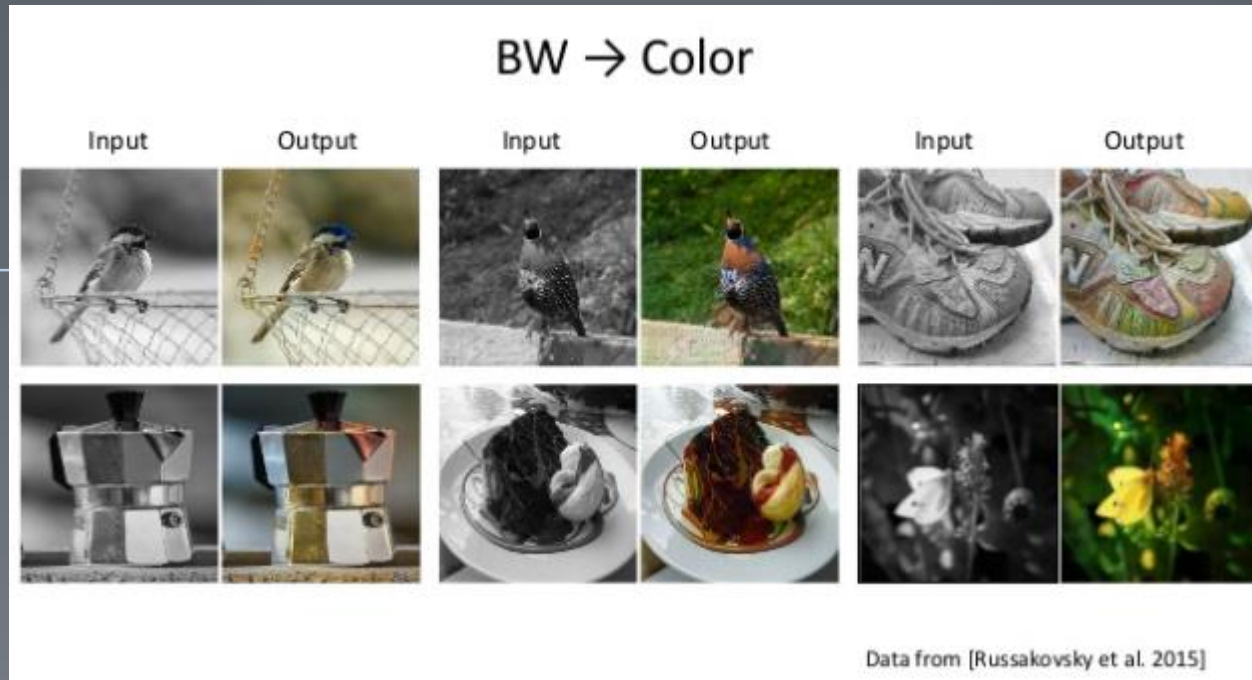 BW → Color
Input Output Input Output Input Output
N N
Data from [Russakovsky et al. 2015]